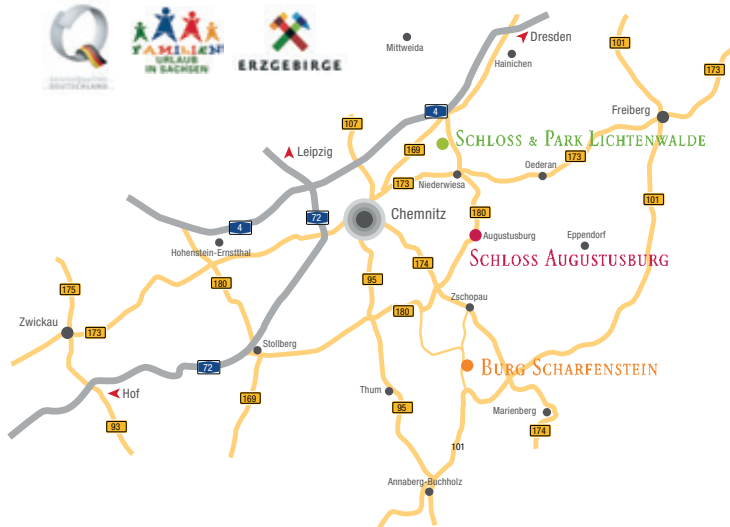 DEUTSCHLAND
FAMILIEN
URLAUB
IN SACHSEN
ERZGEBIRGE
Mittweida
Dresden
Hainichen
101
173
4
Freiberg
107
169
SCHLOSS & PARK LICHTENWALDE
Leipzig
Oederan
173
173
Niederwiesa
101
72
Chemnitz
180
4
Augustusburg
Eppendorf
Hohenstein-Ernstthal
SCHLOSS AUGUSTUSBURG
174
95
180
175
Zschopau
180
Zwickau
173
Stollberg
72
BURG SCHARFENSTEIN
Hof
Thum
169
95
Marienberg
93
174
101
Annaberg-Buchholz